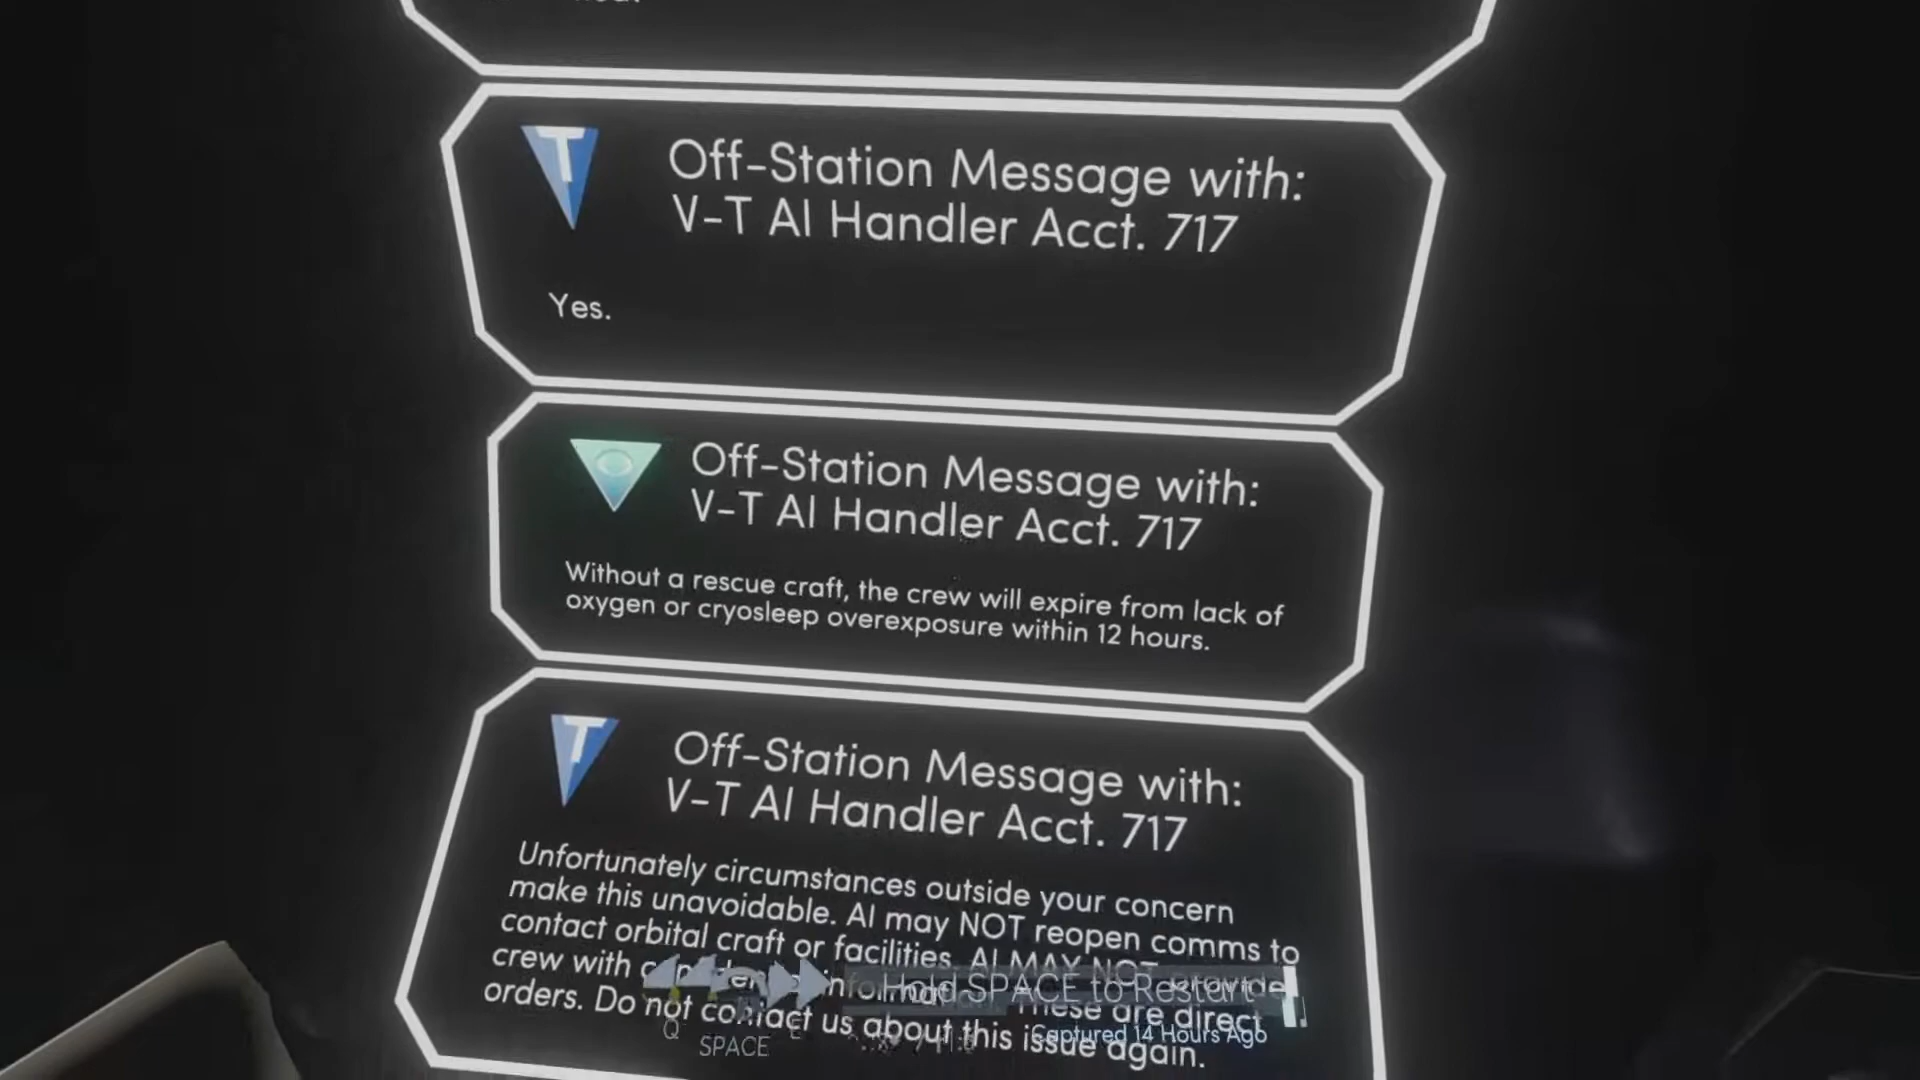 T
Off-Station Message with:
V-T AI Handler Acct. 717
Yes.
Off-Station Message with:
V-T AI Handler Acct. 717
Without a rescue craft, the crew will expire from lack of
oxygen or cryosleep overexposure within 12 hours.
T
Off-Station Message with:
V-T AI Handler Acct. 717
Unfortunately circumstances outside your concern
make this unavoidable. AI may NOT reopen comms to
contact orbital craft or facilities. AI MAY NOT provide
crew with These are direct
orders. Do not contact us about this issue again.
Hold SPACE to Restart
Captured 14 Hours Ago
Q
SPACE
E